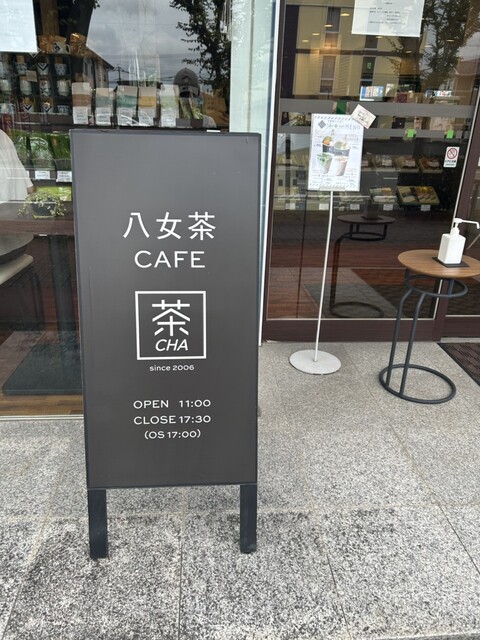 八女茶
CAFE
茶
CHA
since 2006
OPEN 11:00
CLOSE 17:30
(OS 17:00)